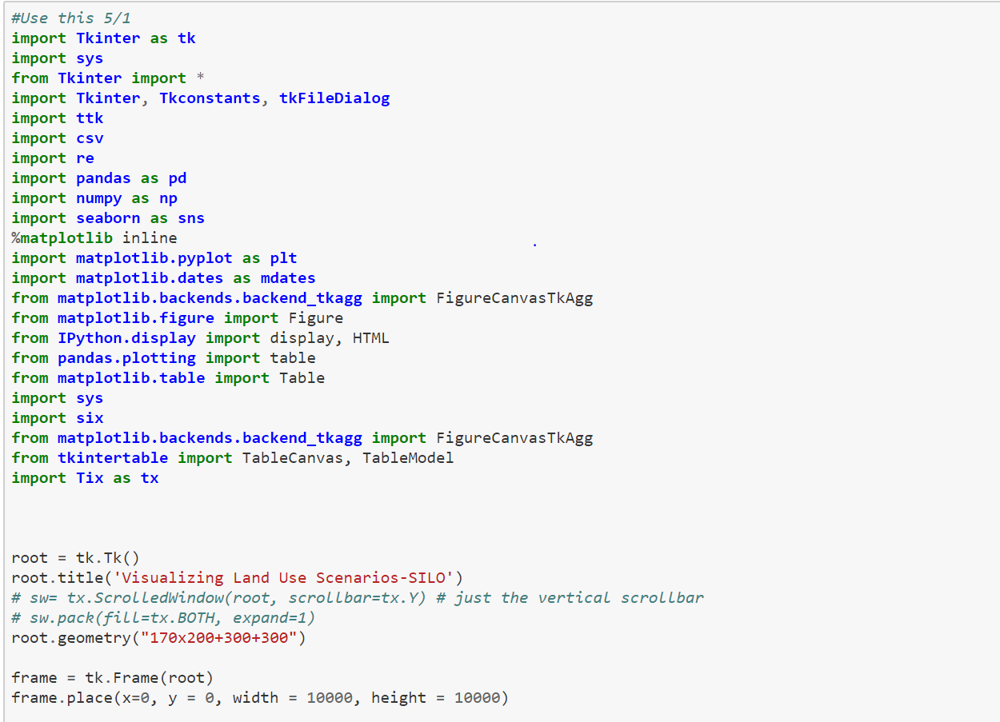 #Use this 5/1
import Tkinter as tk
import sys
from Tkinter import *
import Tkinter, Tkconstants, tkFileDialog
import ttk
import csv
import re
import pandas as pd
import numpy as np
import seaborn as sns
%matplotlib inline
import matplotlib.pyplot as plt
import matplotlib.dates as mdates
from matplotlib.backends.backend_tkagg import FigureCanvasTkAgg
from matplotlib.figure import Figure
from IPython.display import display, HTML
from pandas.plotting import table
from matplotlib.table import Table
import sys
import six
from matplotlib.backends.backend_tkagg import FigureCanvasTkAgg
from tkintertable import TableCanvas, TableModel
import Tix as tx
root = tk.Tk()
root.title('Visualizing Land Use Scenarios-SILO')
# sw= tx.ScrolledWindow(root, scrollbar=tx.Y) # just the vertical scrollbar
# sw.pack(fill=tx.BOTH, expand=1)
root.geometry("170x200+300+300")
frame = tk.Frame(root)
frame.place(x=0, y = 0, width = 10000, height = 10000)